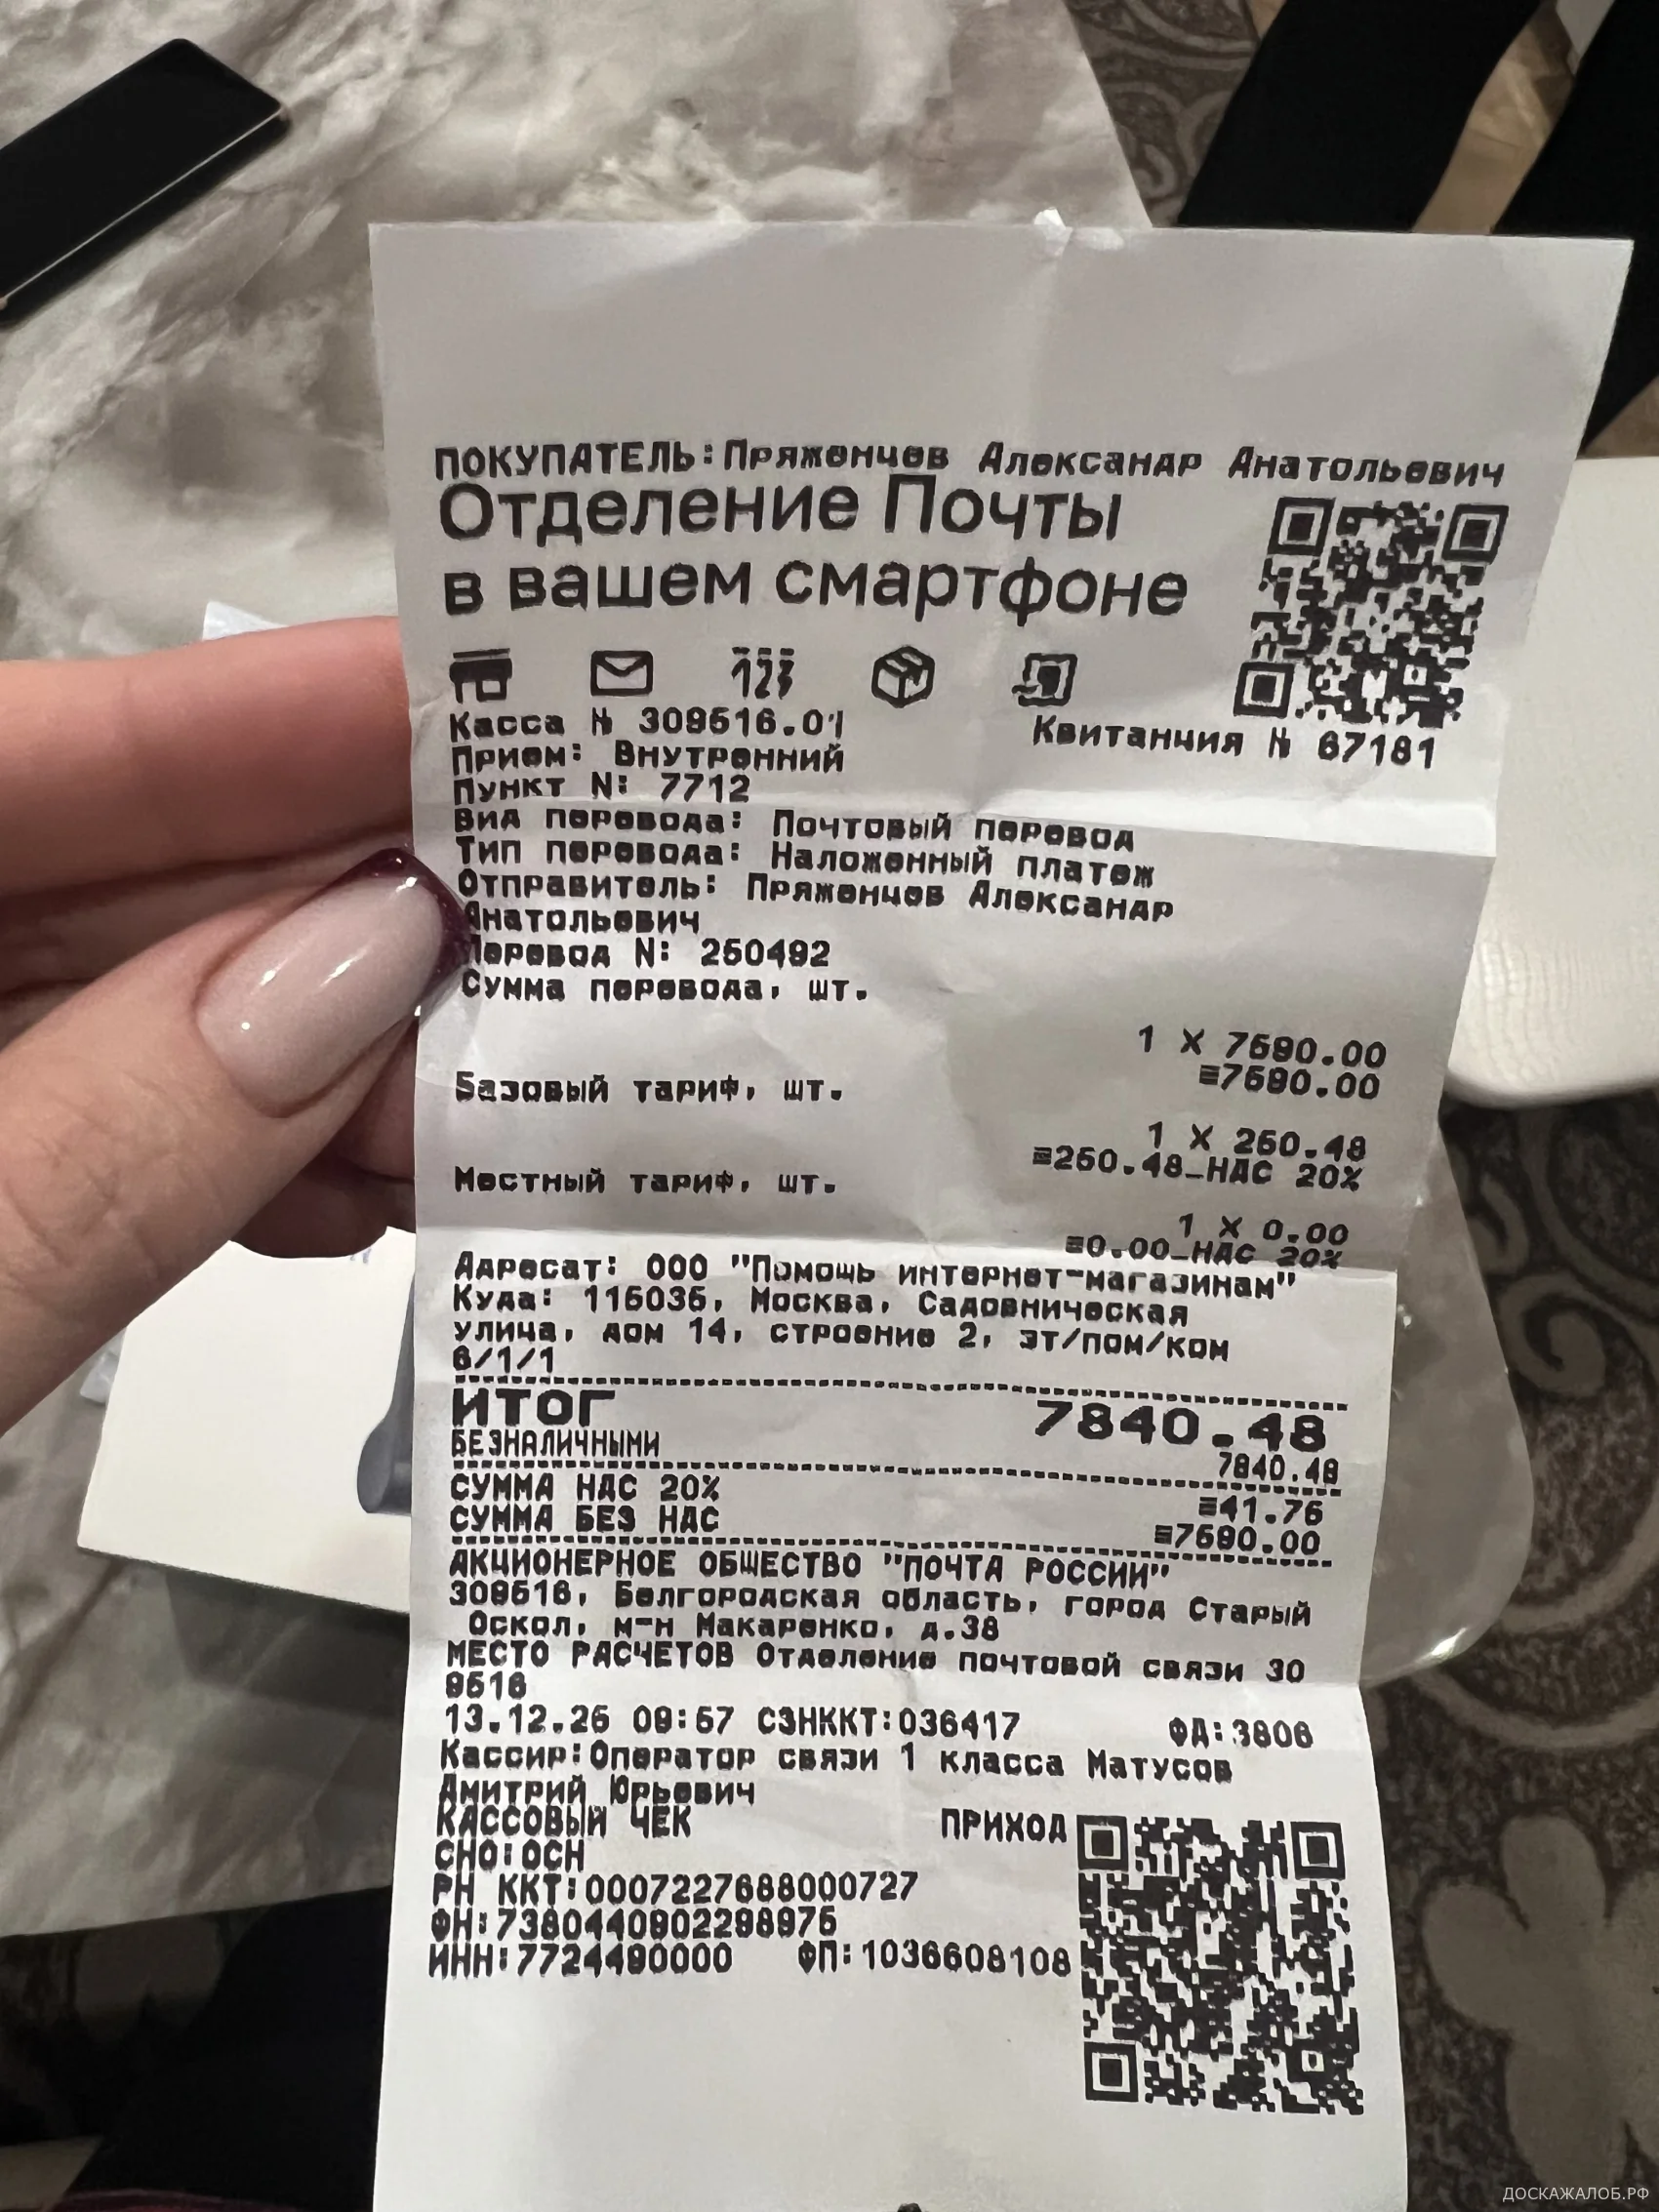 ПОКУПАТЕЛЬ:Пряженцев Александр Анатольевич
Отделение Почты
в вашем смартфоне
123
Касса N 309516.01
Квитанция N 67181
Прием: Внутренний
Пункт N: 7712
Вид перевода: Почтовый перевод
Тип перевода: Наложенный платеж
Отправитель: Пряженцев Александр
Анатольевич
Перевод N: 250492
Сумма перевода, шт.
1 X 7590.00
≡7590.00
Базовый тариф, шт.
1 X 250.48
≡250.48_НДС 20%
Местный тариф, шт.
1 X 0.00
≡0.00_НДС 20%
Адресат: ООО "Помощь интернет-магазинам"
Куда: 115035, Москва, Садовническая
улица, дом 14, строение 2, эт/пом/ком
6/1/1
ИТОГ 7840.48
БЕЗНАЛИЧНЫМИ 7840.48
СУММА НДС 20% ≡41.75
СУММА БЕЗ НДС ≡7590.00
АКЦИОНЕРНОЕ ОБЩЕСТВО "ПОЧТА РОССИИ"
309516, Белгородская область, город Старый
Оскол, м-н Макаренко, д.38
МЕСТО РАСЧЕТОВ Отделение почтовой связи 30
9516
13.12.25 09:57 СЗНККТ:036417 ФД:3806
Кассир:Оператор связи 1 класса Матусов
Дмитрий Юрьевич
КАССОВЫЙ ЧЕК ПРИХОД
СНО:ОСН
РН ККТ:0007227688000727
ФН:7380440902298975
ИНН:7724490000 ФП:1036608108
ДОСКАЖАЛОБ.РФ